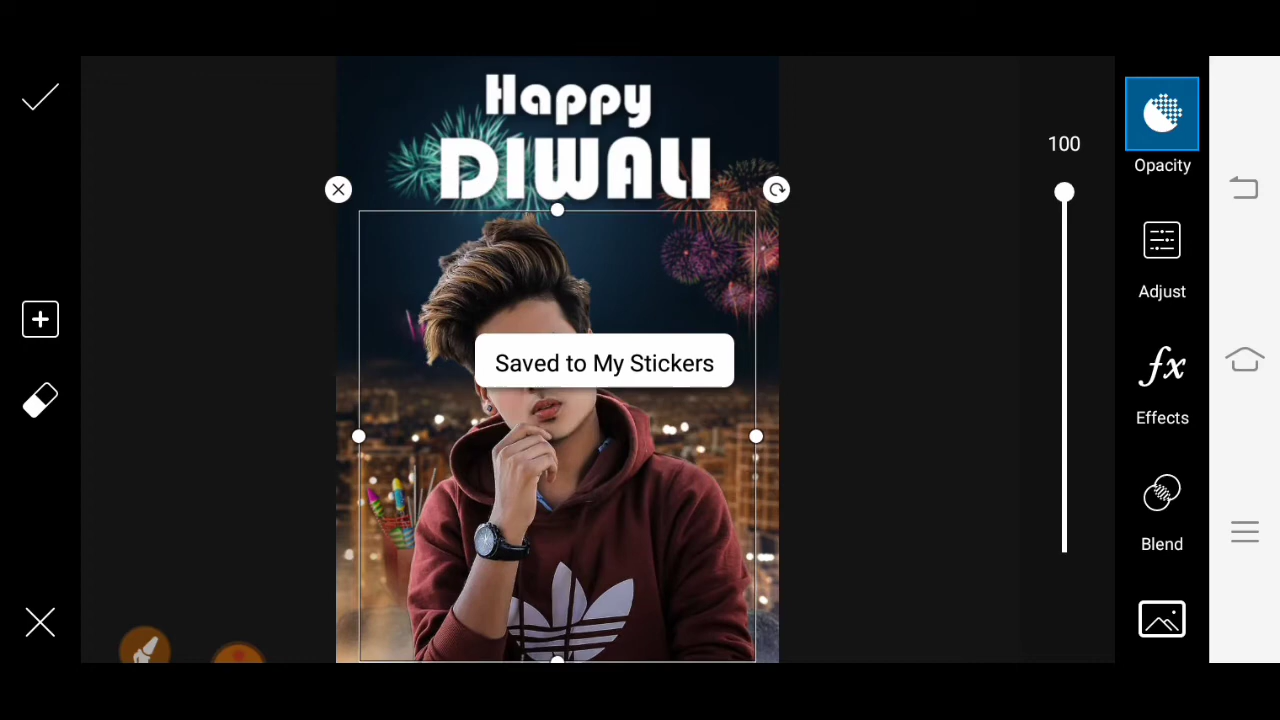 Happy
DIWALI
100
Opacity
Adjust
Saved to My Stickers
fx
Effects
Blend